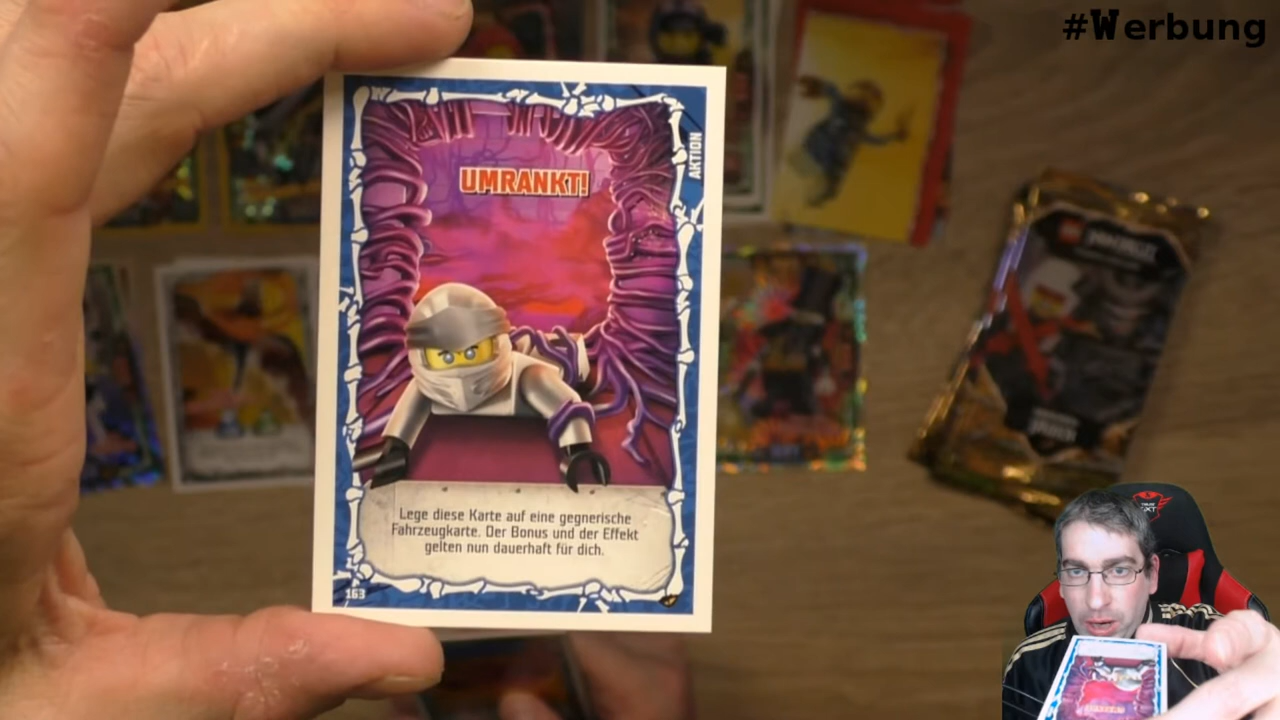 #Werbung
AKTION
UMRANKT!
Lege diese Karte auf eine gegnerische
Fahrzeugkarte. Der Bonus und der Effekt
gelten nun dauerhaft für dich.
163